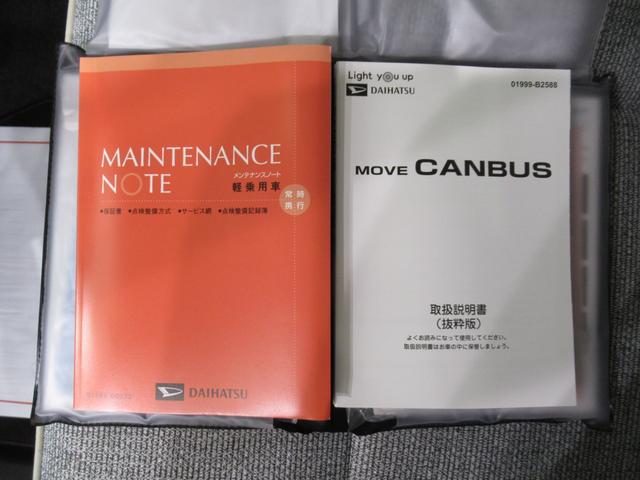 MAINTENANCE
NOTE
メンテナンスノート
軽乗用車
常時
携行
●保証書 ●点検整備方式 ●サービス網 ●点検整備記録簿
DAIHATSU
Light you up
DAIHATSU
01999-B2588
MOVE CANBUS
取扱説明書
（抜粋版）
よくお読みになって使用してください。
取扱説明書はお車の中に保管しましょう。